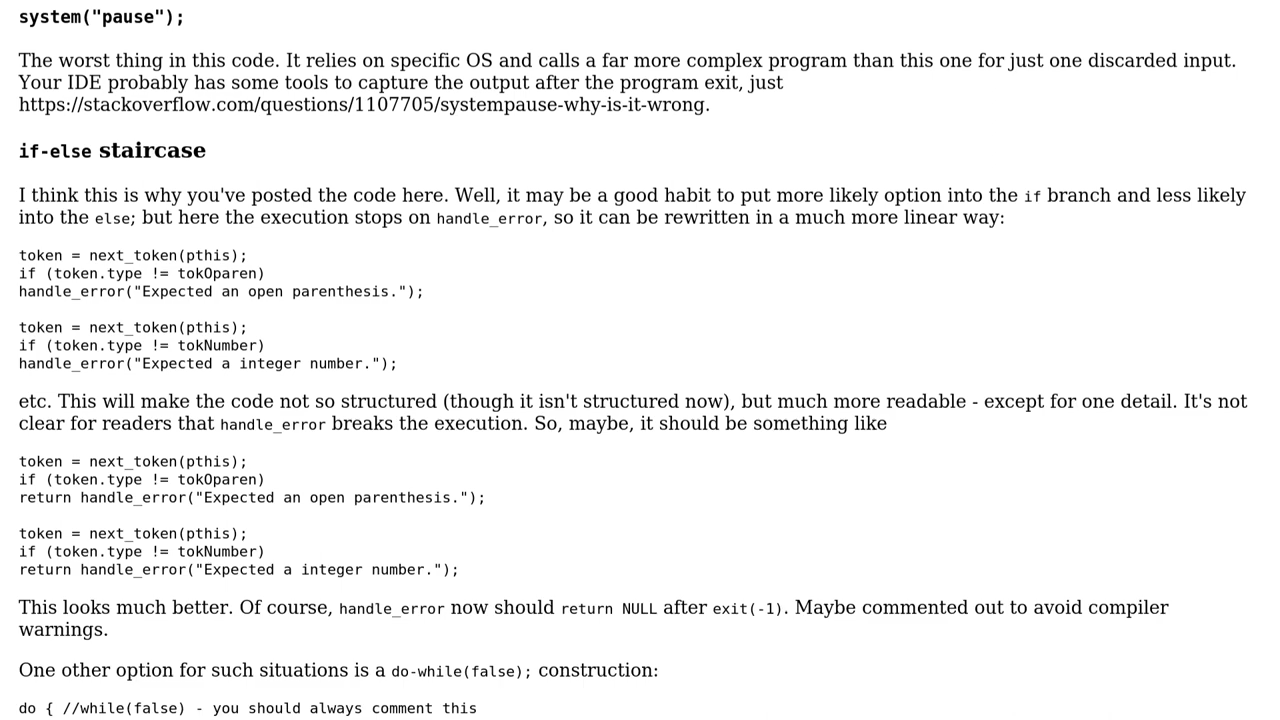 system("pause");
The worst thing in this code. It relies on specific OS and calls a far more complex program than this one for just one discarded input.
Your IDE probably has some tools to capture the output after the program exit, just
https://stackoverflow.com/questions/1107705/systempause-why-is-it-wrong.
if-else staircase
I think this is why you've posted the code here. Well, it may be a good habit to put more likely option into the if branch and less likely
into the else; but here the execution stops on handle_error, so it can be rewritten in a much more linear way:
token = next_token(pthis);
if (token.type != tokOparen)
handle_error("Expected an open parenthesis.");
token = next_token(pthis);
if (token.type != tokNumber)
handle_error("Expected a integer number.");
etc. This will make the code not so structured (though it isn't structured now), but much more readable - except for one detail. It's not
clear for readers that handle_error breaks the execution. So, maybe, it should be something like
token = next_token(pthis);
if (token.type != tokOparen)
return handle_error("Expected an open parenthesis.");
token = next_token(pthis);
if (token.type != tokNumber)
return handle_error("Expected a integer number.");
This looks much better. Of course, handle_error now should return NULL after exit(-1). Maybe commented out to avoid compiler
warnings.
One other option for such situations is a do-while(false); construction:
do { //while(false) - you should always comment this